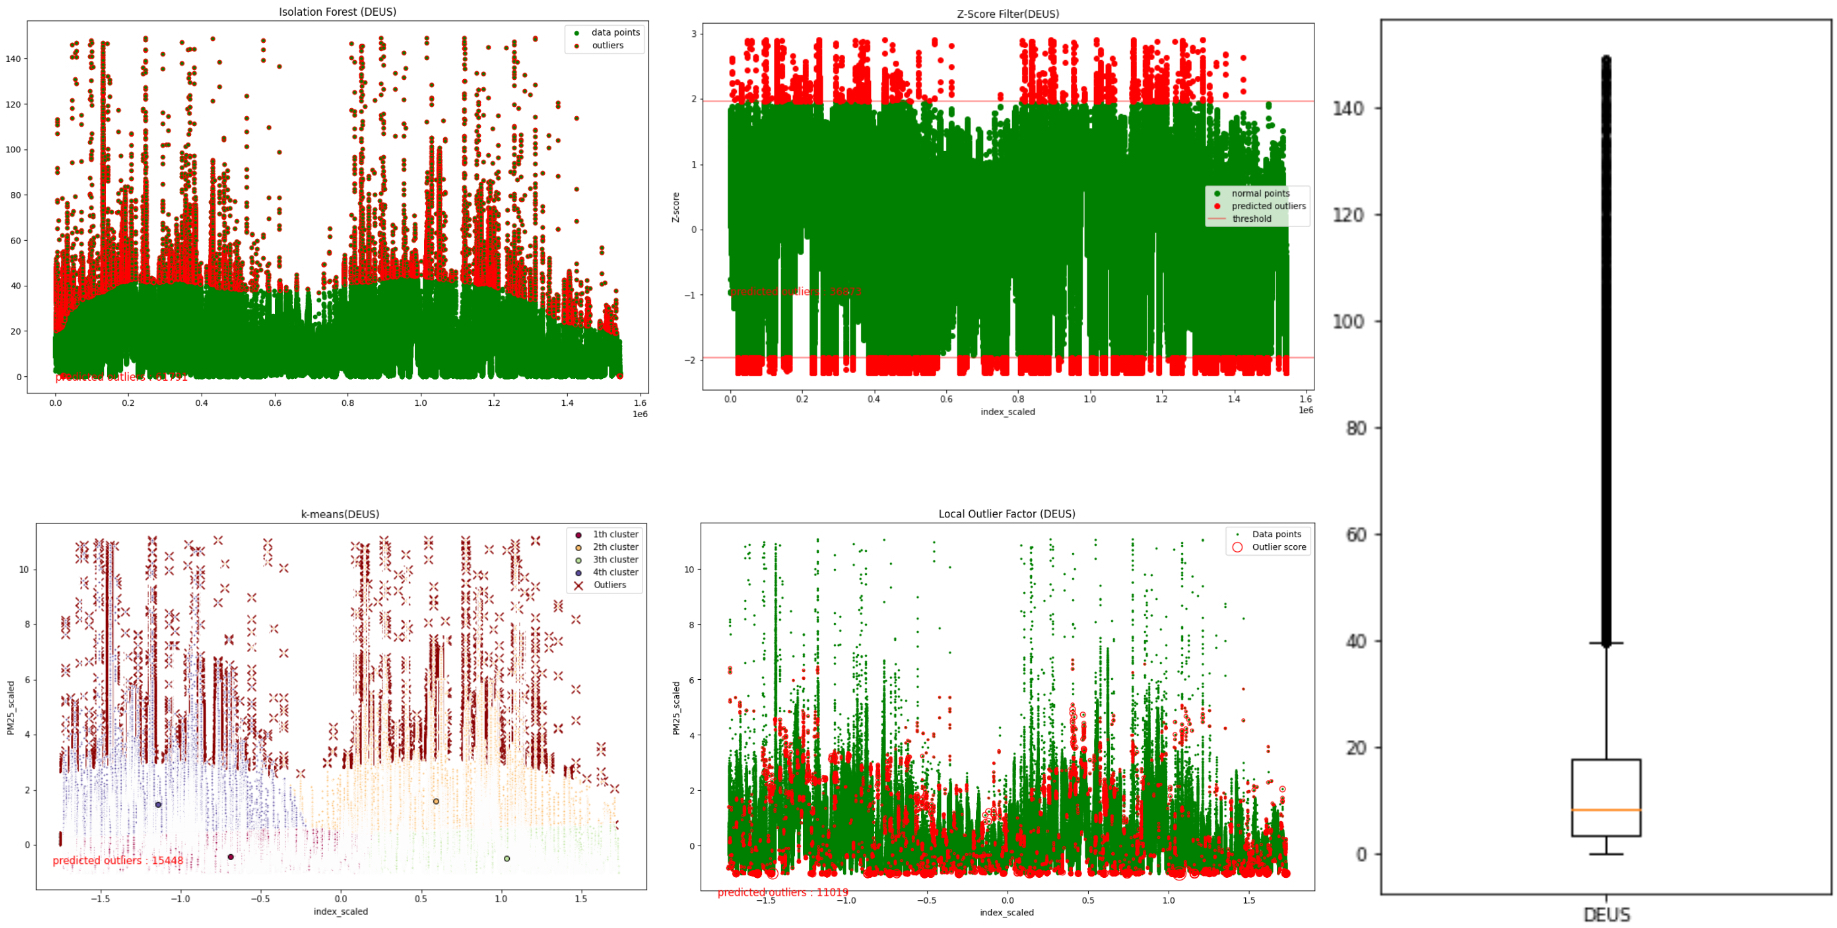 Isolation Forest (DEUS)
data points
outliers
140
120
100
80
60
40
20
0
0.0 0.2 0.4 0.6 0.8 1.0 1.2 1.4 1.6
1e6
Z-Score Filter(DEUS)
3
2
1
0
−1
−2
Z-score
normal points
predicted outliers
threshold
0.0 0.2 0.4 0.6 0.8 1.0 1.2 1.4 1.6
index_scaled
1e6
140
120
100
80
60
40
20
0
DEUS
k-means(DEUS)
1th cluster
2th cluster
3th cluster
4th cluster
Outliers
10
8
6
4
2
0
PM25_scaled
predicted outliers : 15448
−1.5 −1.0 −0.5 0.0 0.5 1.0 1.5
index_scaled
Local Outlier Factor (DEUS)
Data points
Outlier score
10
8
6
4
2
0
PM25_scaled
predicted outliers : 11019
−1.5 −1.0 −0.5 0.0 0.5 1.0 1.5
index_scaled